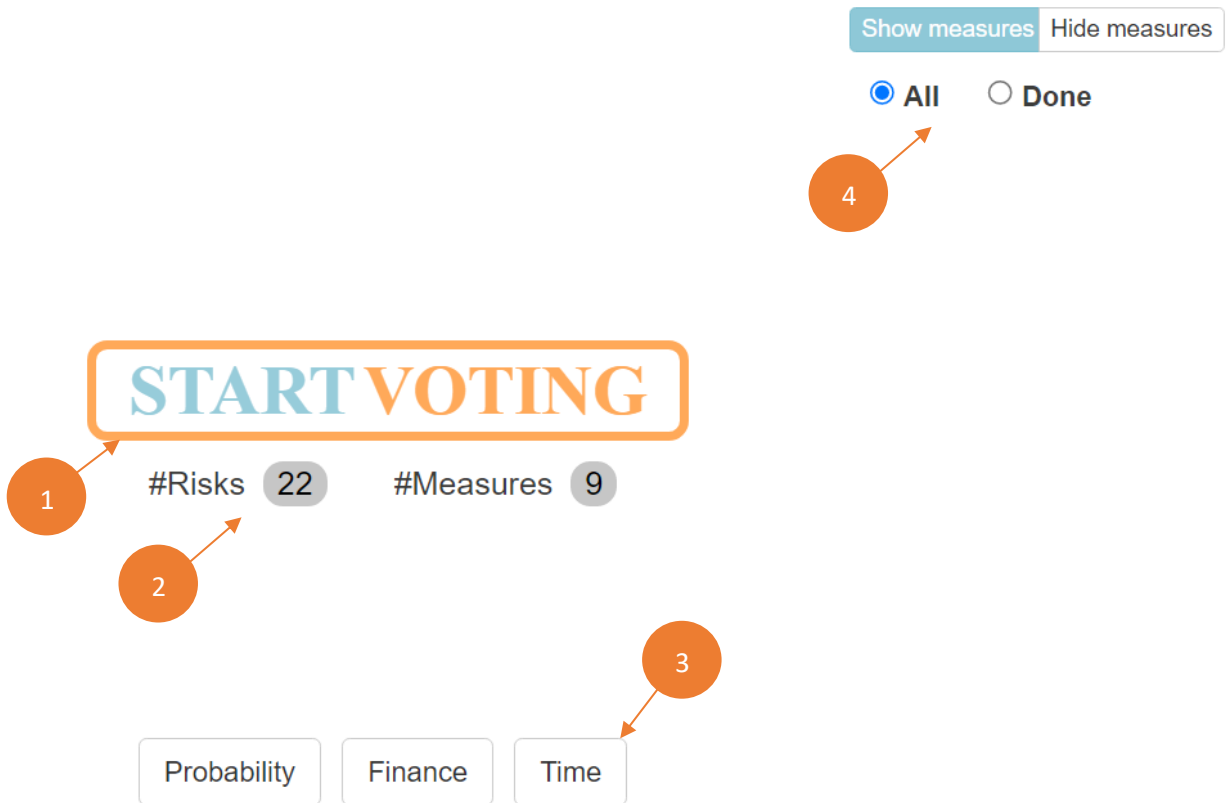 Show measures Hide measures
All Done
4
START VOTING
#Risks 22 #Measures 9
1
2
3
Probability Finance Time